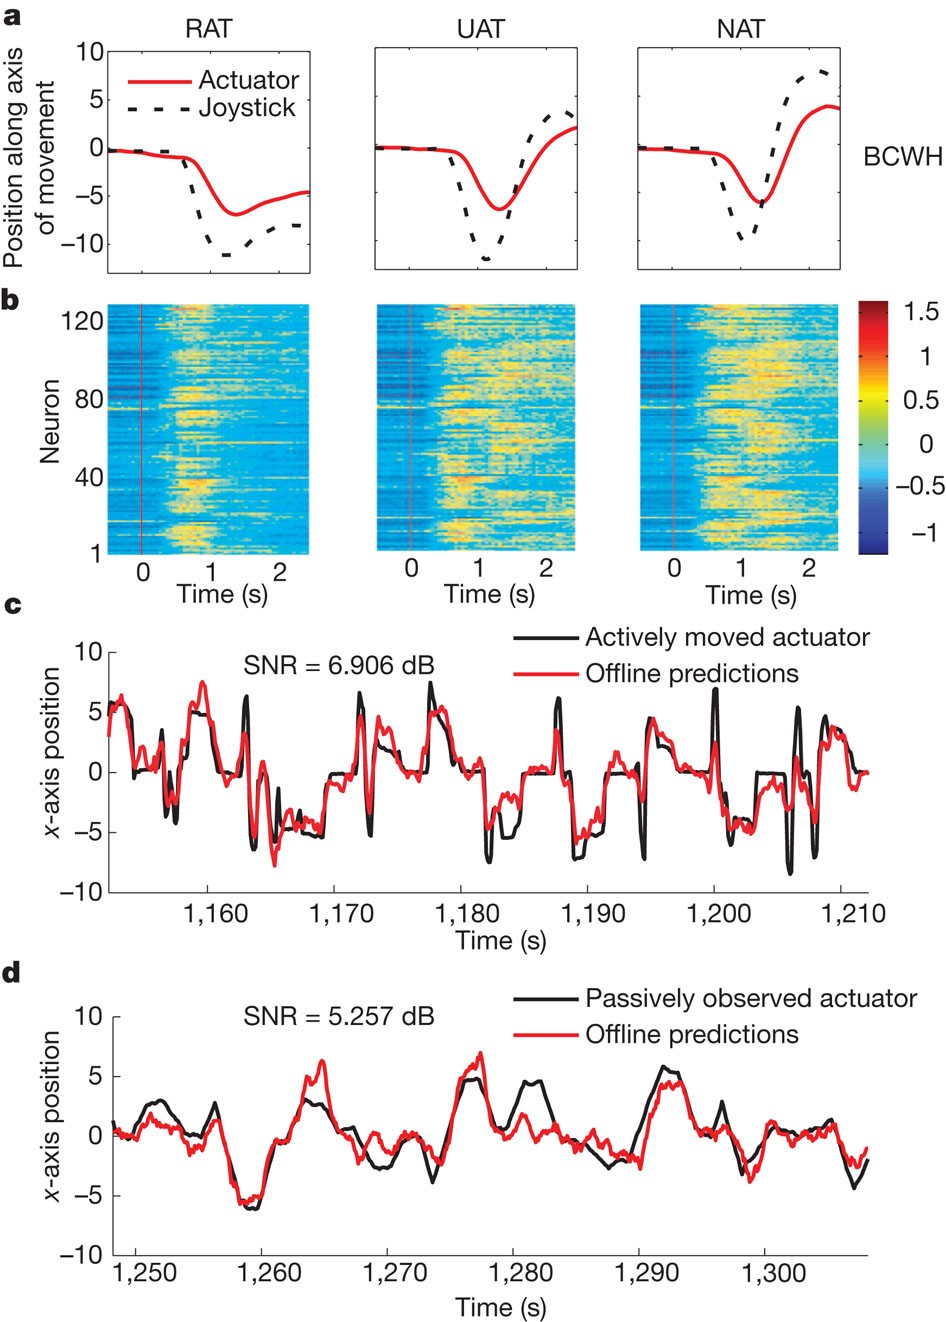 a
RAT UAT NAT
Position along axis
of movement
10
5
0
−5
−10
Actuator
Joystick
BCWH
b
Neuron
120
80
40
1
0 1 2
0 1 2
0 1 2
Time (s) Time (s) Time (s)
1.5
1
0.5
0
−0.5
−1
c
SNR = 6.906 dB
Actively moved actuator
Offline predictions
x-axis position
10
5
0
−5
−10
1,160 1,170 1,180 1,190 1,200 1,210
Time (s)
d
SNR = 5.257 dB
Passively observed actuator
Offline predictions
x-axis position
10
5
0
−5
−10
1,250 1,260 1,270 1,280 1,290 1,300
Time (s)